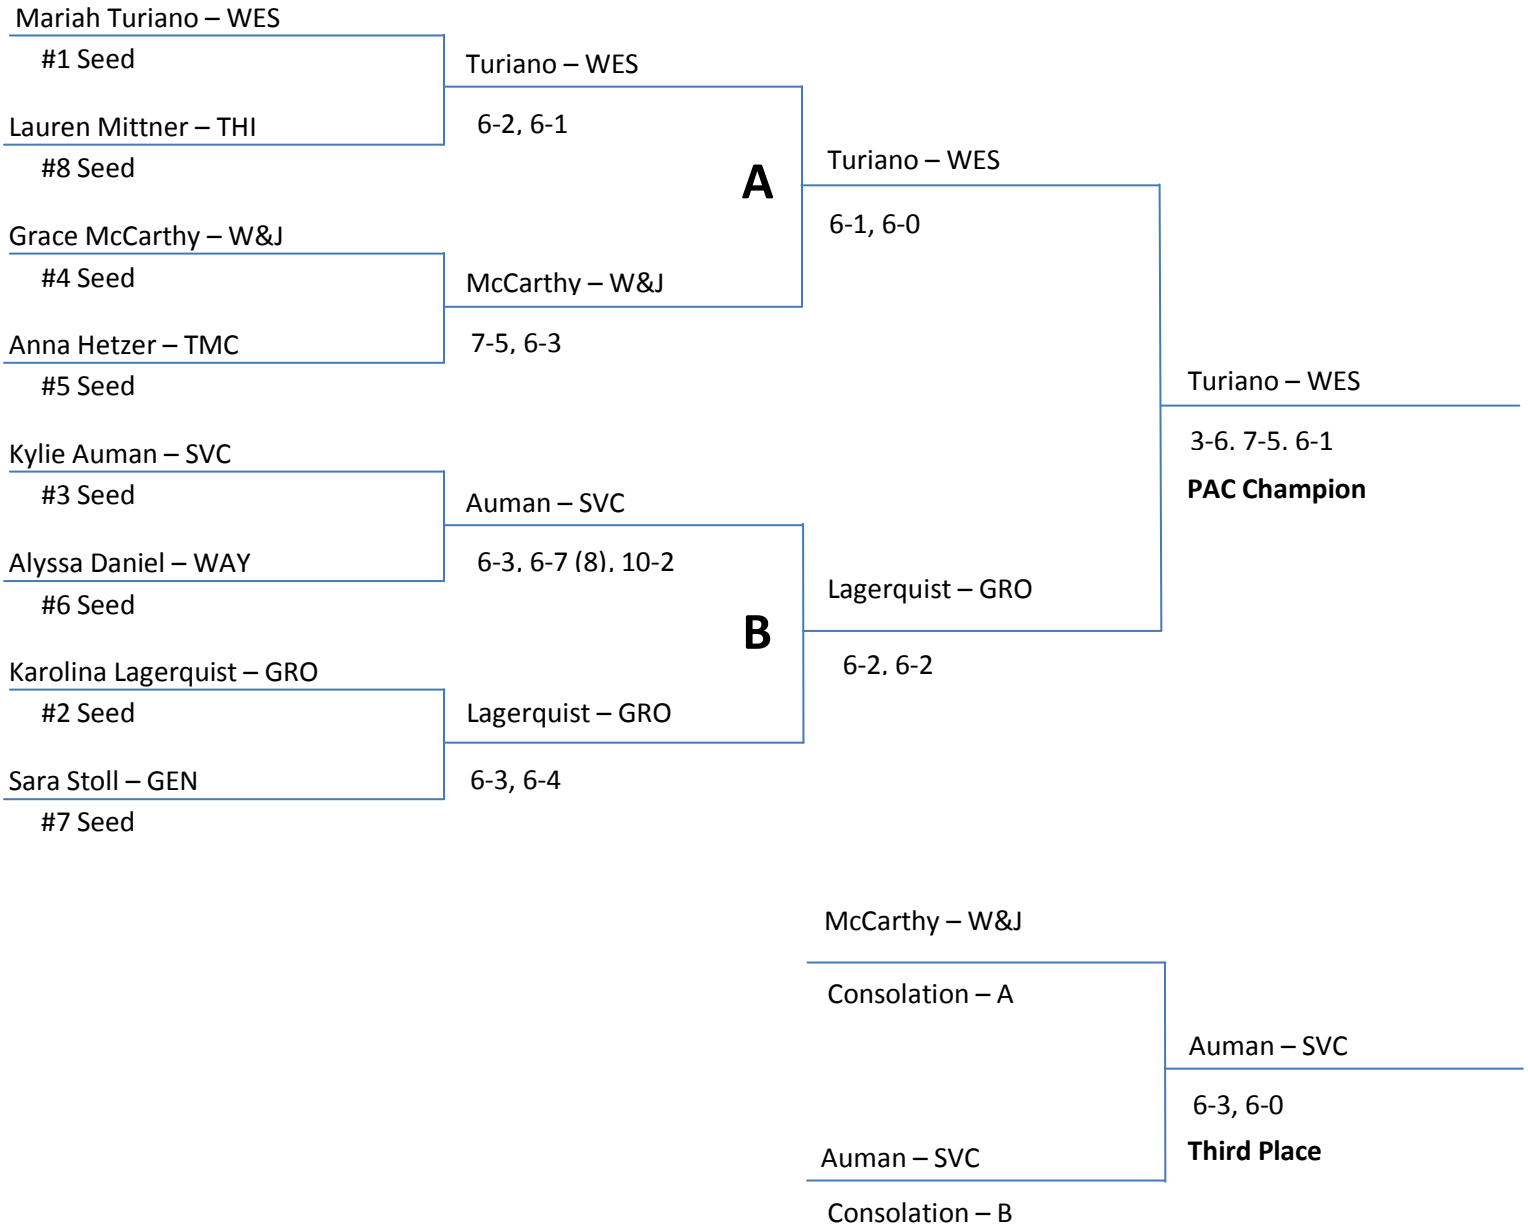 Mariah Turiano – WES
#1 Seed
Turiano – WES
Lauren Mittner – THI
6-2, 6-1
#8 Seed
A
Turiano – WES
6-1, 6-0
Grace McCarthy – W&J
#4 Seed
McCarthy – W&J
Anna Hetzer – TMC
7-5, 6-3
#5 Seed
Turiano – WES
3-6, 7-5, 6-1
PAC Champion
Kylie Auman – SVC
#3 Seed
Auman – SVC
Alyssa Daniel – WAY
6-3, 6-7 (8), 10-2
#6 Seed
B
Lagerquist – GRO
6-2, 6-2
Karolina Lagerquist – GRO
#2 Seed
Lagerquist – GRO
Sara Stoll – GEN
6-3, 6-4
#7 Seed
McCarthy – W&J
Consolation – A
Auman – SVC
6-3, 6-0
Third Place
Auman – SVC
Consolation – B